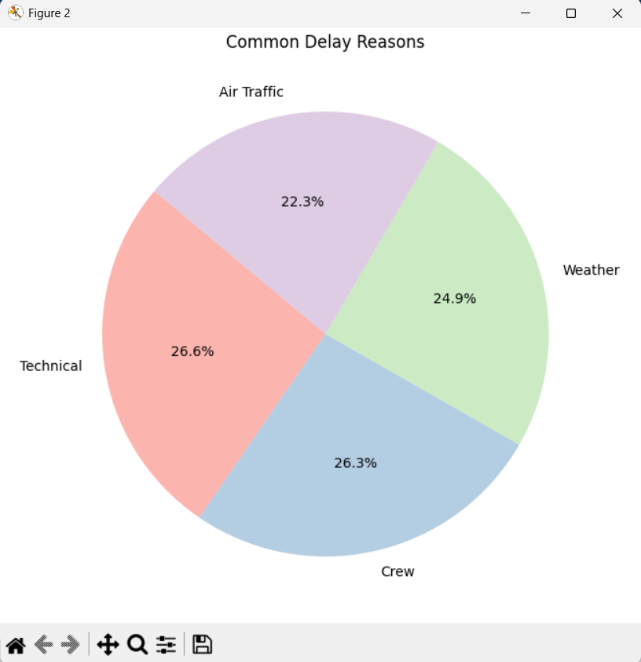 Figure 2
Common Delay Reasons
Air Traffic
22.3%
Weather
24.9%
26.6%
Technical
26.3%
Crew